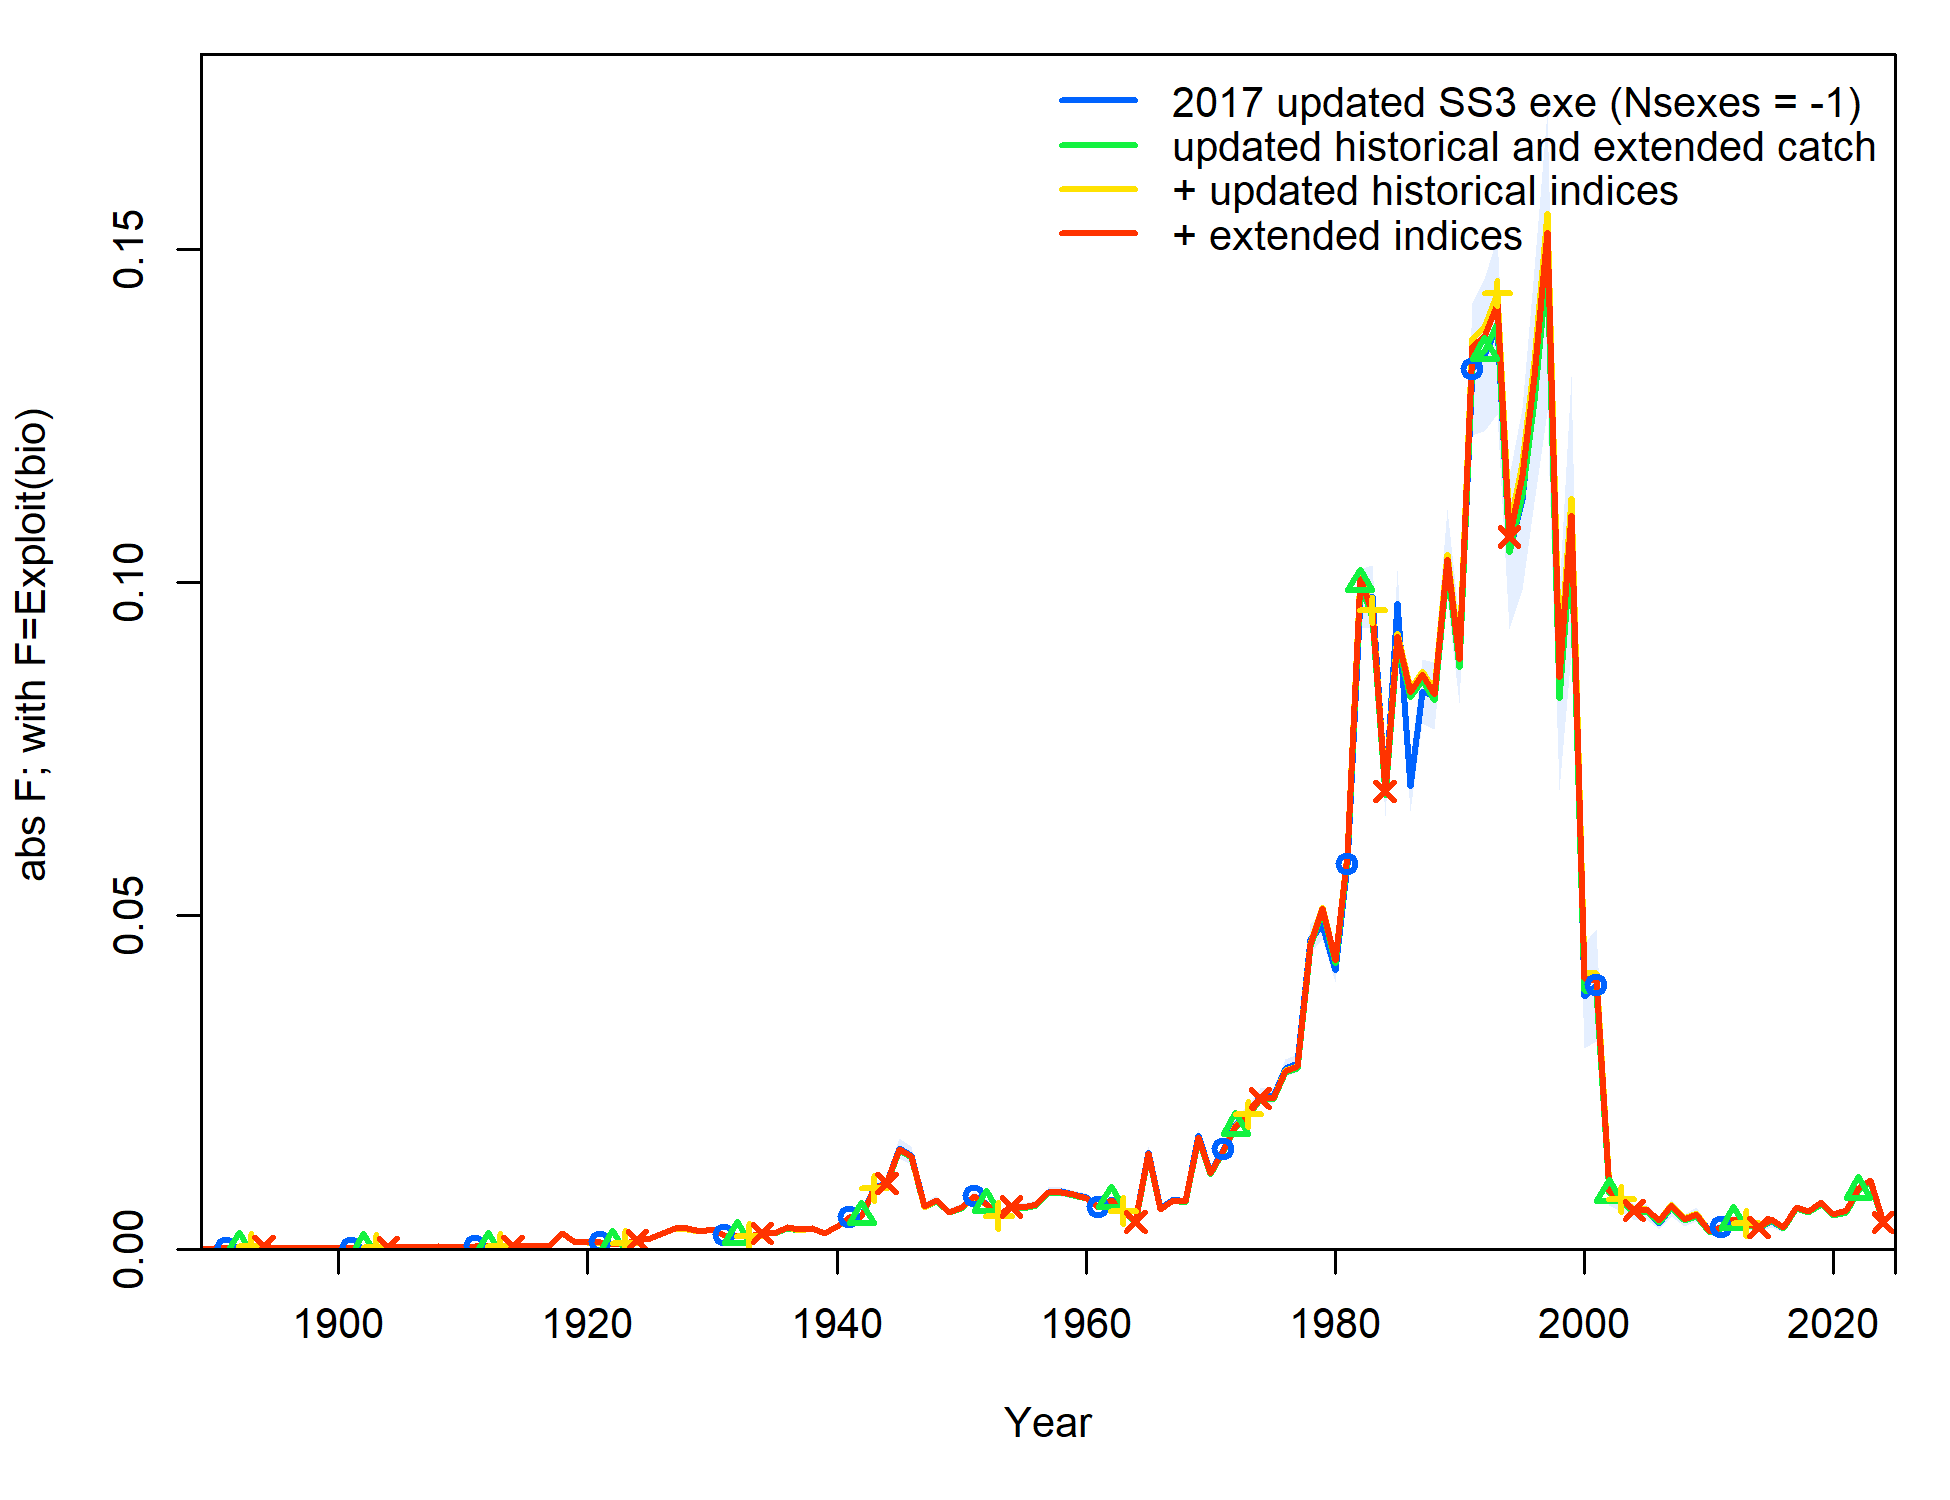 2017 updated SS3 exe (Nsexes = -1)
updated historical and extended catch
+ updated historical indices
+ extended indices
abs F; with F=Exploit(bio)
0.15
0.10
0.05
0.00
1900 1920 1940 1960 1980 2000 2020
Year